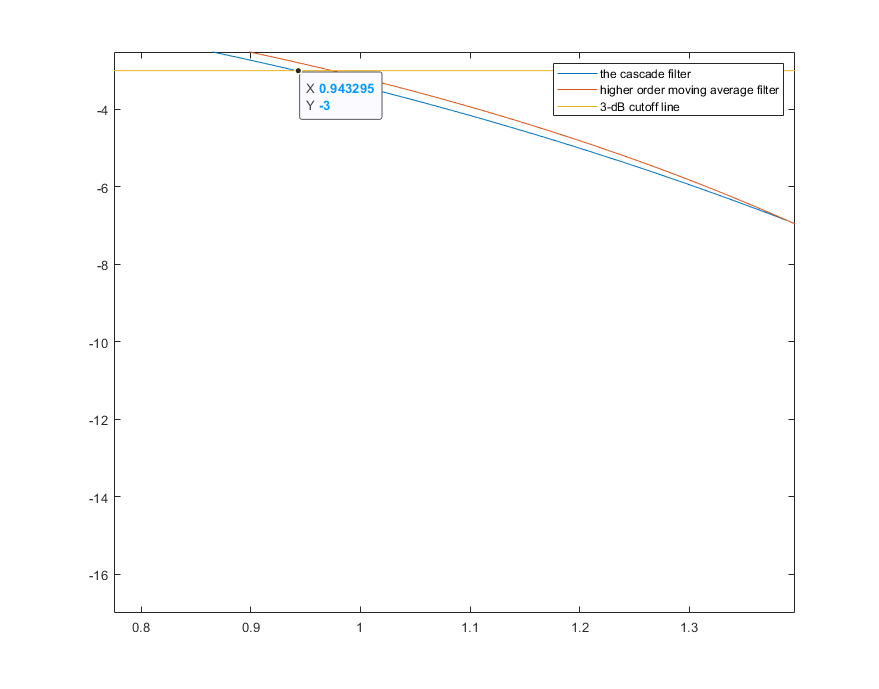 the cascade filter
higher order moving average filter
3-dB cutoff line
X 0.943295
Y -3
-4
-6
-8
-10
-12
-14
-16
0.8 0.9 1 1.1 1.2 1.3